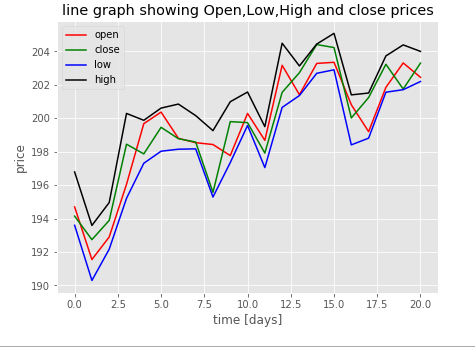 line graph showing Open,Low,High and close prices
open
close
low
high
204
202
200
198
196
194
192
190
price
0.0 2.5 5.0 7.5 10.0 12.5 15.0 17.5 20.0
time [days]